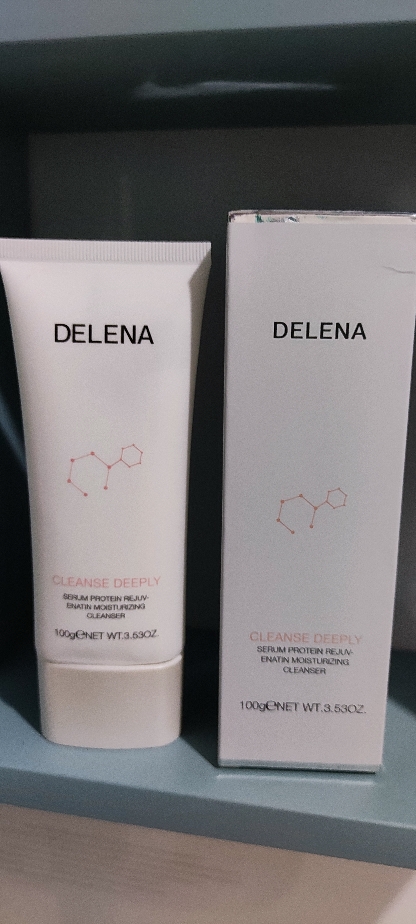 DELENA
CLEANSE DEEPLY
SERUM PROTEIN REJUV-
ENATIN MOISTURIZING
CLEANSER
100g℮NET WT.3.53OZ.
DELENA
CLEANSE DEEPLY
SERUM PROTEIN REJUV-
ENATIN MOISTURIZING
CLEANSER
100g℮NET WT.3.53OZ.